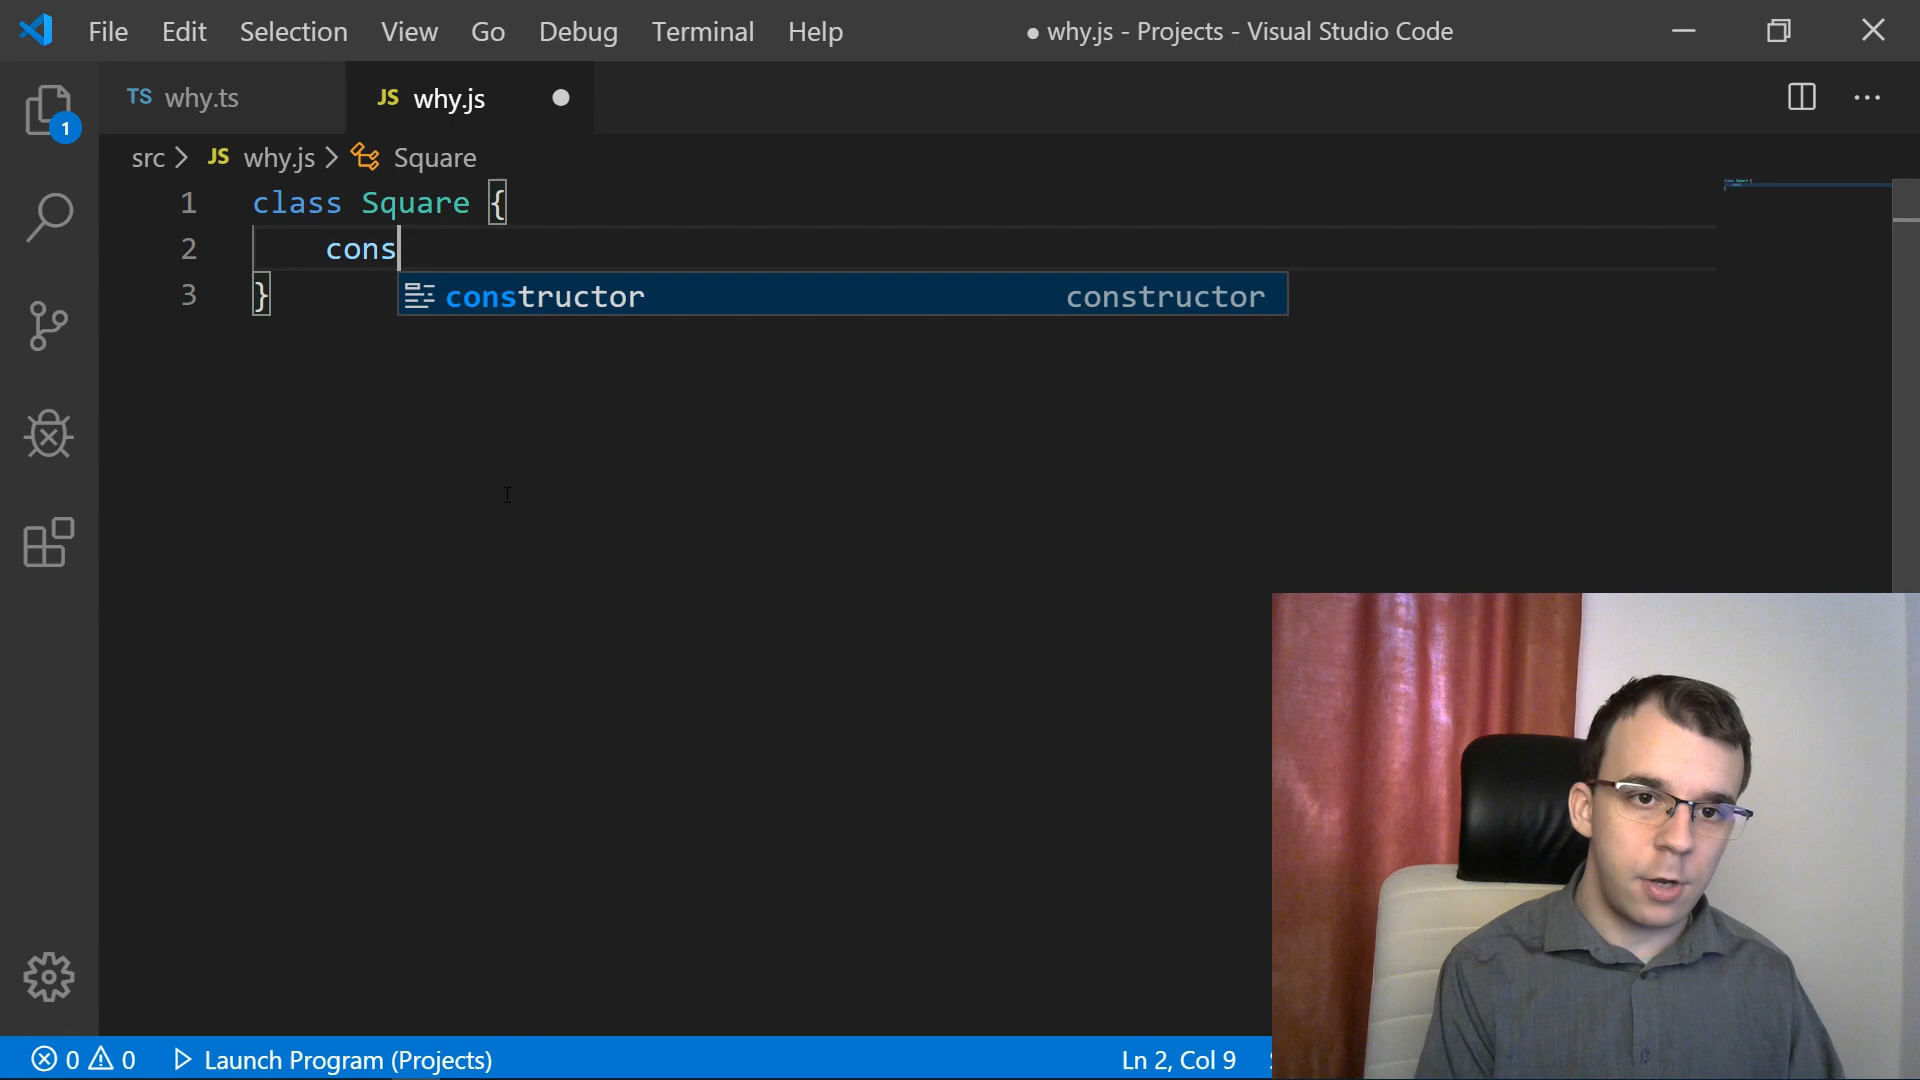 File Edit Selection View Go Debug Terminal Help ● why.js - Projects - Visual Studio Code
1
TS why.ts JS why.js
src > JS why.js > Square
1 class Square {
2 cons
3 }
constructor constructor
0 0 Launch Program (Projects) Ln 2, Col 9